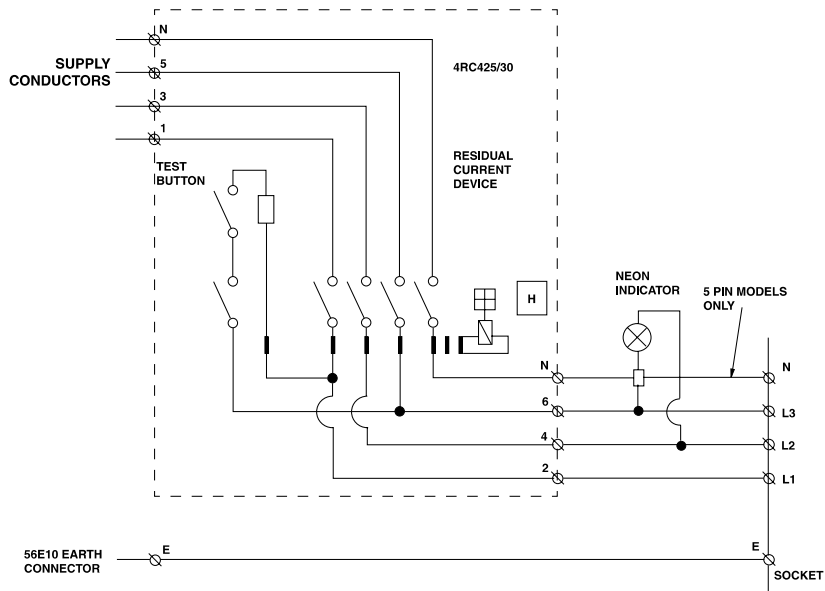 N
SUPPLY
CONDUCTORS
5
3
1
4RC425/30
TEST
BUTTON
RESIDUAL
CURRENT
DEVICE
H
NEON
INDICATOR
5 PIN MODELS
ONLY
N
N
6
L3
4
L2
2
L1
56E10 EARTH
CONNECTOR
E
E
SOCKET